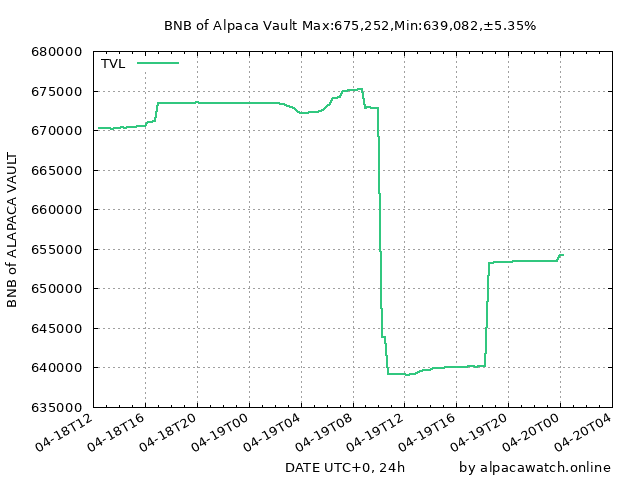 BNB of Alpaca Vault Max:675,252,Min:639,082,±5.35%
TVL
BNB of ALAPACA VAULT
680000
675000
670000
665000
660000
655000
650000
645000
640000
635000
04-18T12
04-18T16
04-18T20
04-19T00
04-19T04
04-19T08
04-19T12
04-19T16
04-19T20
04-20T00
04-20T04
DATE UTC+0, 24h
by alpacawatch.online